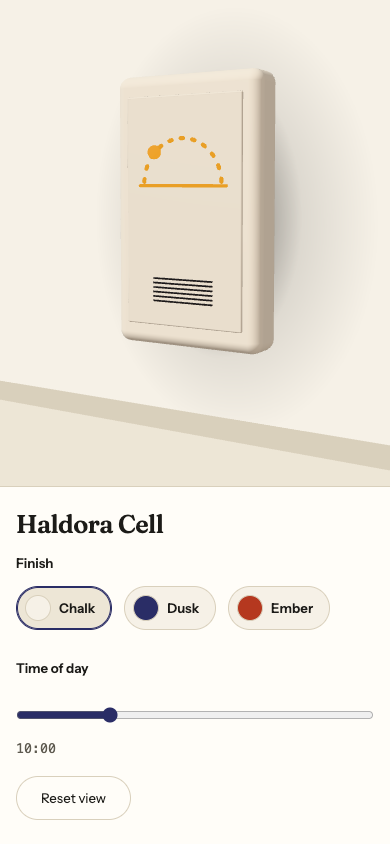 Haldora Cell
Finish
Chalk
Dusk
Ember
Time of day
10:00
Reset view